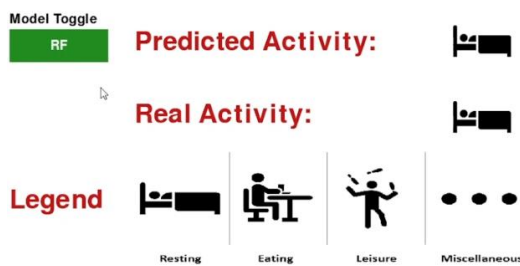 Model Toggle
RF
Predicted Activity:
Real Activity:
Legend
Resting
Eating
Leisure
Miscellaneous